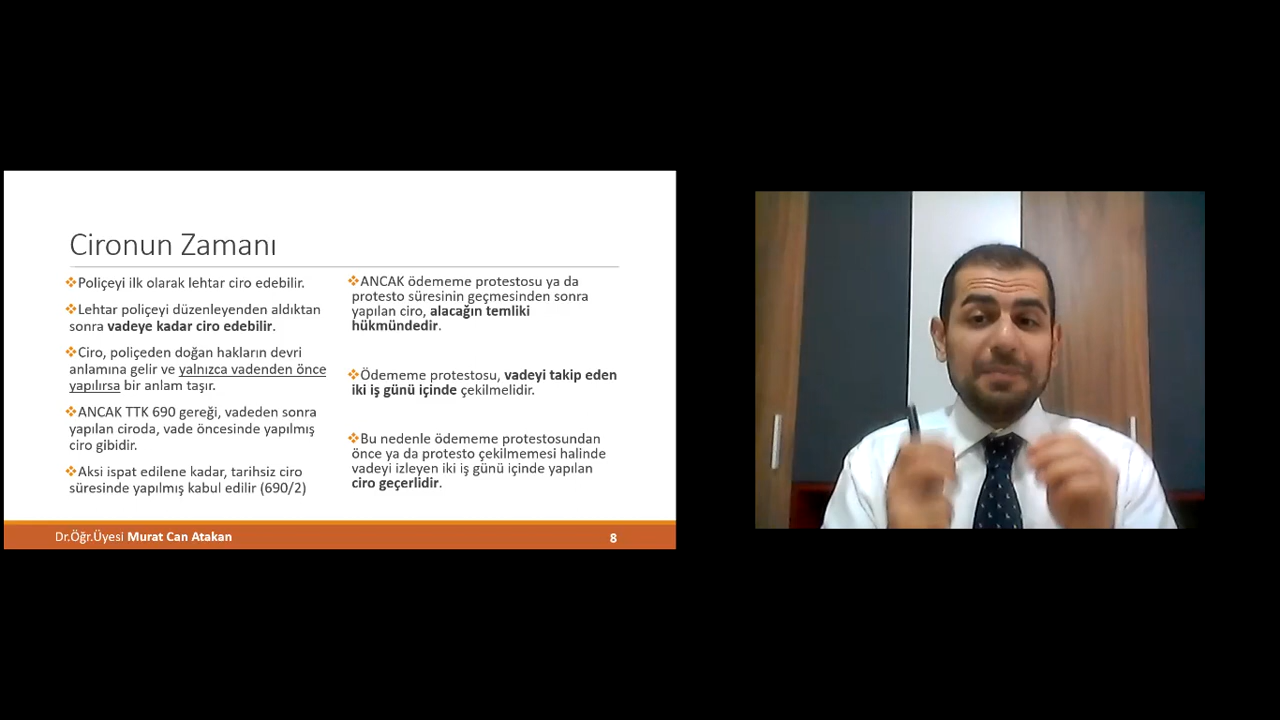 Cironun Zamanı
❖Poliçeyi ilk olarak lehtar ciro edebilir.
❖Lehtar poliçeyi düzenleyenden aldıktan
sonra vadeye kadar ciro edebilir.
❖Ciro, poliçeden doğan hakların devri
anlamına gelir ve yalnızca vadenden önce
yapılırsa bir anlam taşır.
❖ANCAK TTK 690 gereği, vadeden sonra
yapılan ciroda, vade öncesinde yapılmış
ciro gibidir.
❖Aksi ispat edilene kadar, tarihsiz ciro
süresinde yapılmış kabul edilir (690/2)
❖ANCAK ödememe protestosu ya da
protesto süresinin geçmesinden sonra
yapılan ciro, alacağın temliki
hükmündedir.
❖Ödememe protestosu, vadeyi takip eden
iki iş günü içinde çekilmelidir.
❖Bu nedenle ödememe protestosundan
önce ya da protesto çekilmemesi halinde
vadeyi izleyen iki iş günü içinde yapılan
ciro geçerlidir.
Dr.Öğr.Üyesi Murat Can Atakan
8